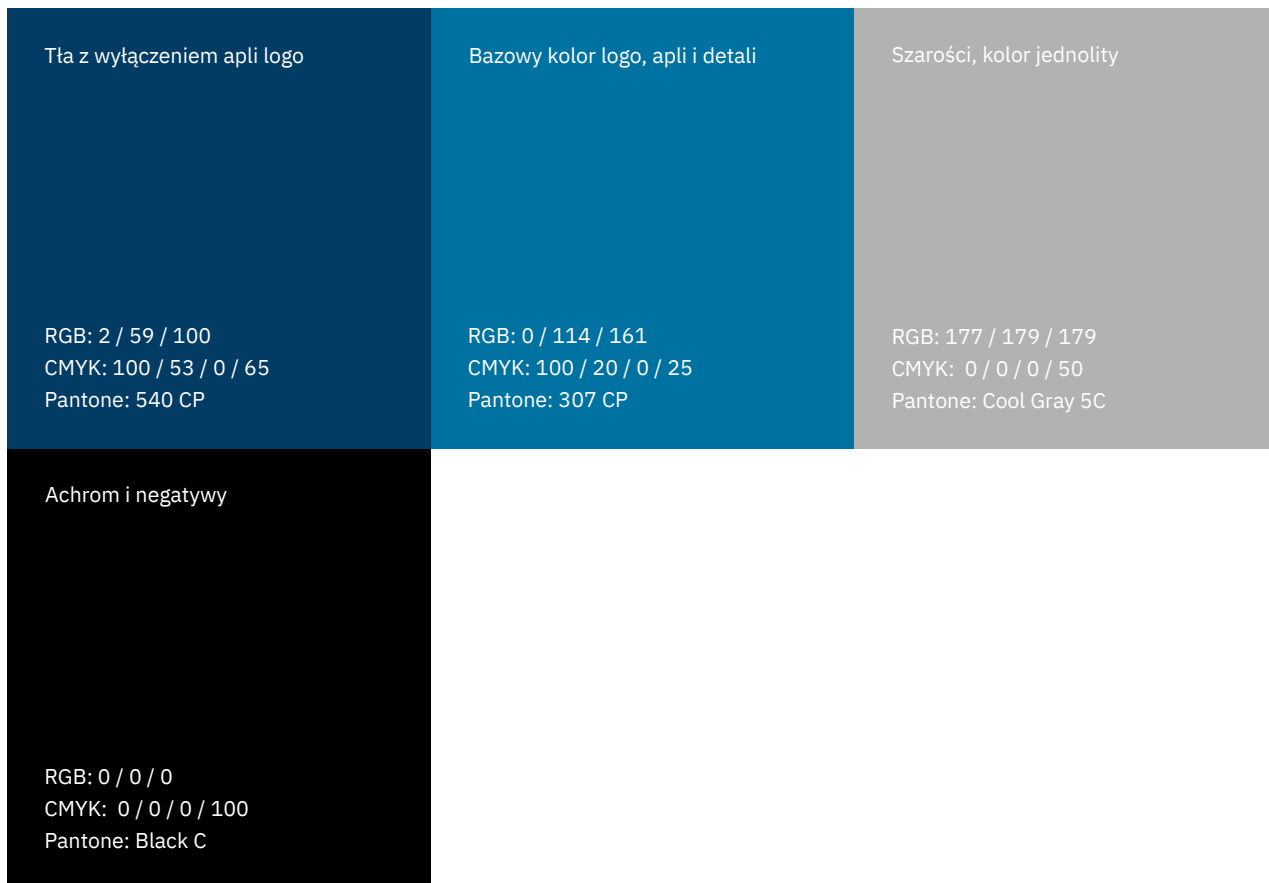 Tła z wyłączeniem apli logo
RGB: 2 / 59 / 100
CMYK: 100 / 53 / 0 / 65
Pantone: 540 CP
Bazowy kolor logo, apli i detali
RGB: 0 / 114 / 161
CMYK: 100 / 20 / 0 / 25
Pantone: 307 CP
Szarości, kolor jednolity
RGB: 177 / 179 / 179
CMYK:  0 / 0 / 0 / 50
Pantone: Cool Gray 5C
Achrom i negatywy
RGB: 0 / 0 / 0
CMYK:  0 / 0 / 0 / 100
Pantone: Black C